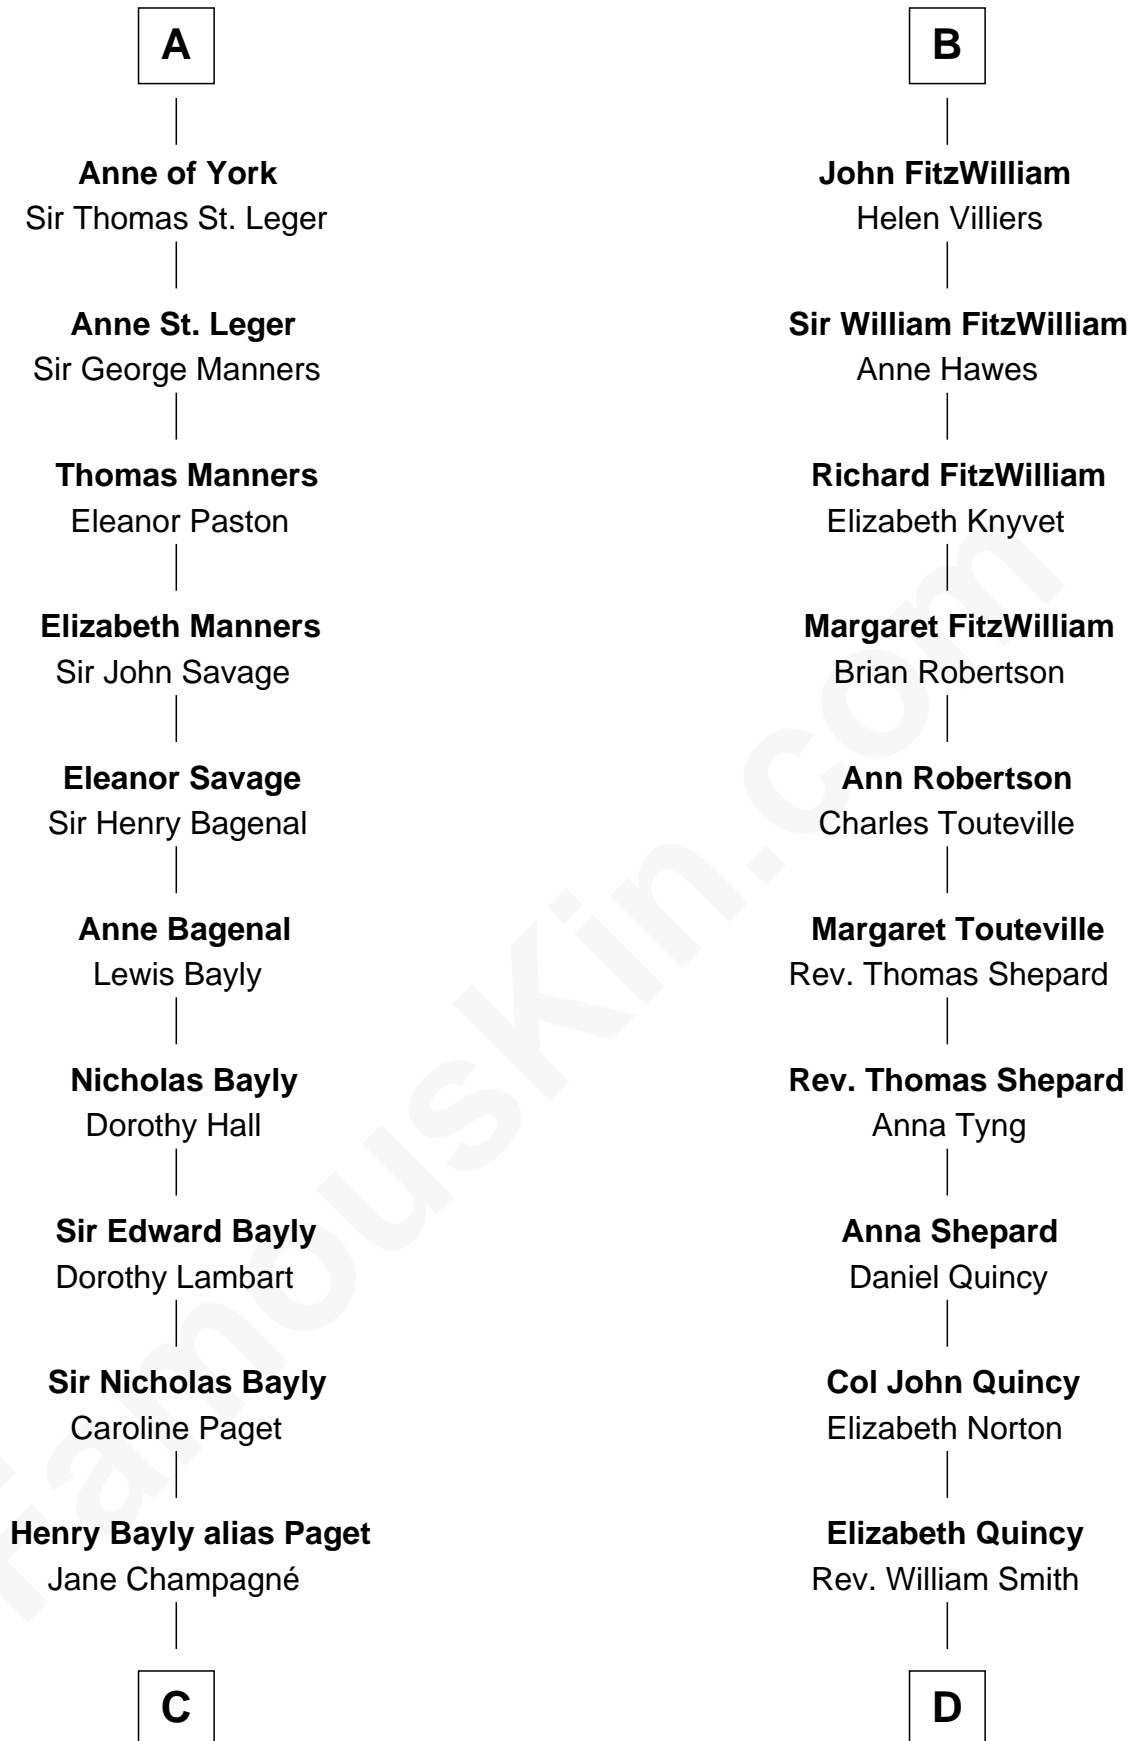 A
Anne of York
Sir Thomas St. Leger
Anne St. Leger
Sir George Manners
Thomas Manners
Eleanor Paston
Elizabeth Manners
Sir John Savage
Eleanor Savage
Sir Henry Bagenal
Anne Bagenal
Lewis Bayly
Nicholas Bayly
Dorothy Hall
Sir Edward Bayly
Dorothy Lambart
Sir Nicholas Bayly
Caroline Paget
Henry Bayly alias Paget
Jane Champagné
C
B
John FitzWilliam
Helen Villiers
Sir William FitzWilliam
Anne Hawes
Richard FitzWilliam
Elizabeth Knyvet
Margaret FitzWilliam
Brian Robertson
Ann Robertson
Charles Touteville
Margaret Touteville
Rev. Thomas Shepard
Rev. Thomas Shepard
Anna Tyng
Anna Shepard
Daniel Quincy
Col John Quincy
Elizabeth Norton
Elizabeth Quincy
Rev. William Smith
D
FamousKin.com